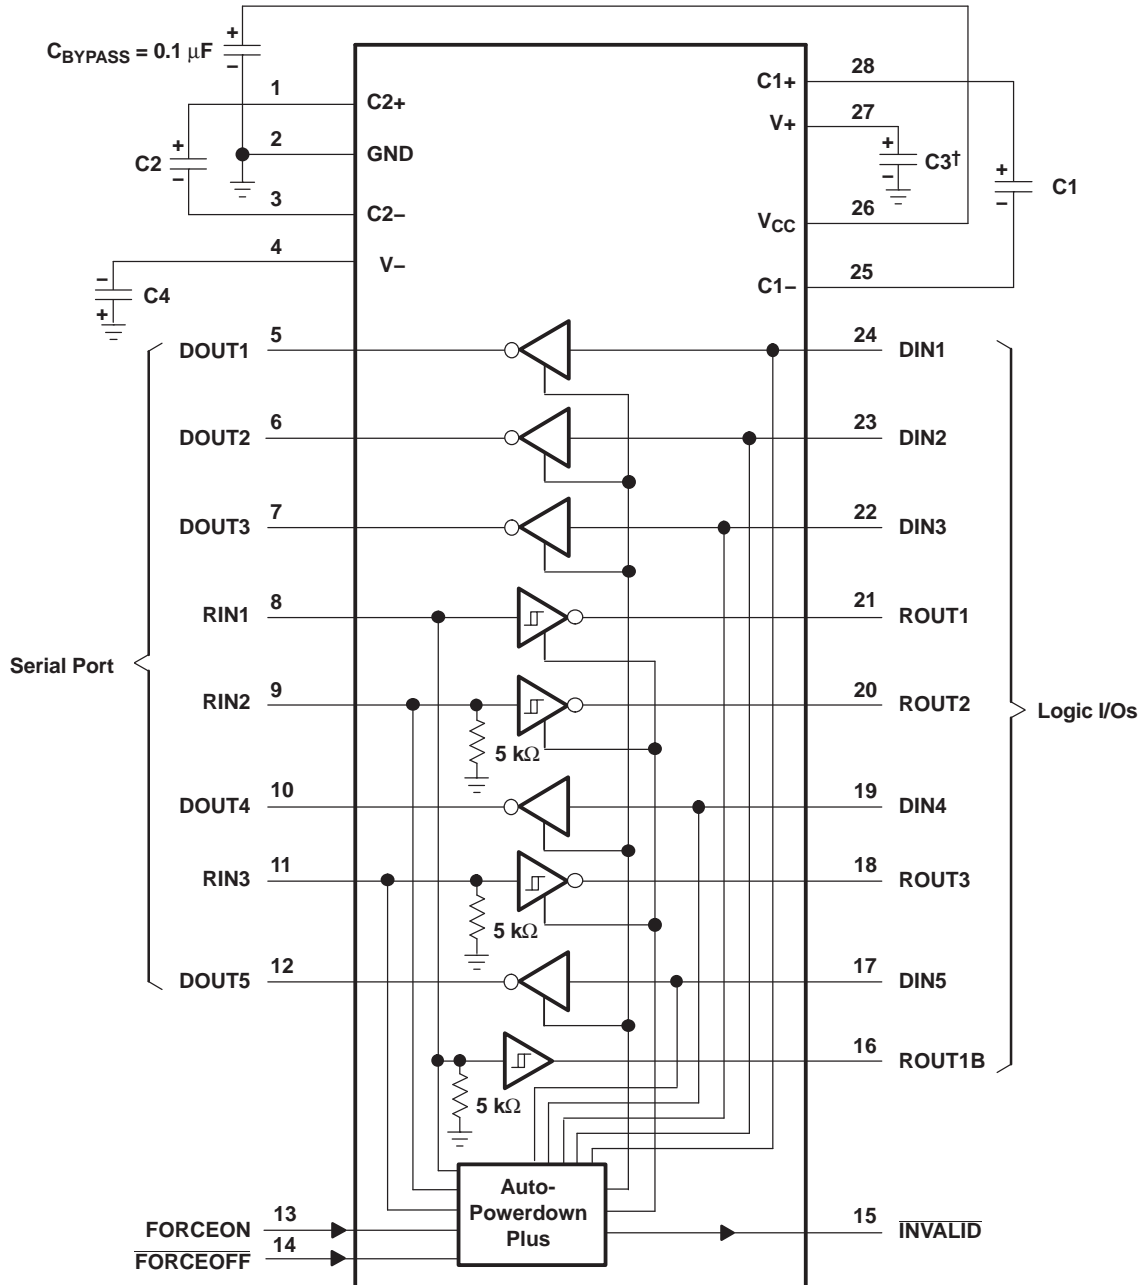 +
C_BYPASS = 0.1 μF
−
1
C2+
C1+
28
V+
27
+
C3†
−
+
C2
−
2
GND
+
C1
−
3
C2−
V_CC
26
4
V−
C1−
25
−
C4
+
DOUT1 5
24 DIN1
DOUT2 6
23 DIN2
DOUT3 7
22 DIN3
RIN1 8
21 ROUT1
Serial Port
RIN2 9
20 ROUT2
Logic I/Os
5 kΩ
DOUT4 10
19 DIN4
RIN3 11
18 ROUT3
5 kΩ
DOUT5 12
17 DIN5
16 ROUT1B
5 kΩ
Auto-
Powerdown
Plus
FORCEON 13
15 INVALID
FORCEOFF 14